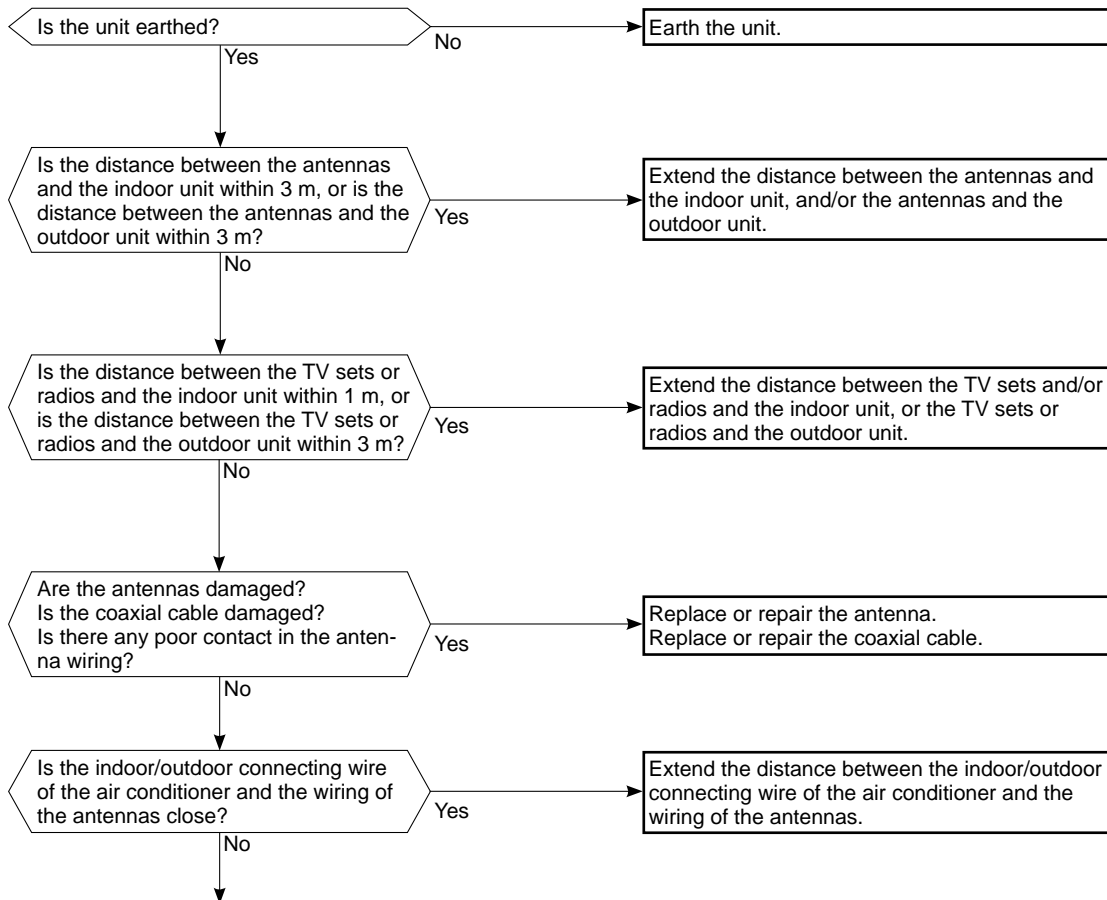 Is the unit earthed?
No
Earth the unit.
Yes
Is the distance between the antennas
and the indoor unit within 3 m, or is the
distance between the antennas and the
outdoor unit within 3 m?
Yes
Extend the distance between the antennas and
the indoor unit, and/or the antennas and the
outdoor unit.
No
Is the distance between the TV sets or
radios and the indoor unit within 1 m, or
is the distance between the TV sets or
radios and the outdoor unit within 3 m?
Yes
Extend the distance between the TV sets and/or
radios and the indoor unit, or the TV sets or
radios and the outdoor unit.
No
Are the antennas damaged?
Is the coaxial cable damaged?
Is there any poor contact in the anten-
na wiring?
Yes
Replace or repair the antenna.
Replace or repair the coaxial cable.
No
Is the indoor/outdoor connecting wire
of the air conditioner and the wiring of
the antennas close?
Yes
Extend the distance between the indoor/outdoor
connecting wire of the air conditioner and the
wiring of the antennas.
No